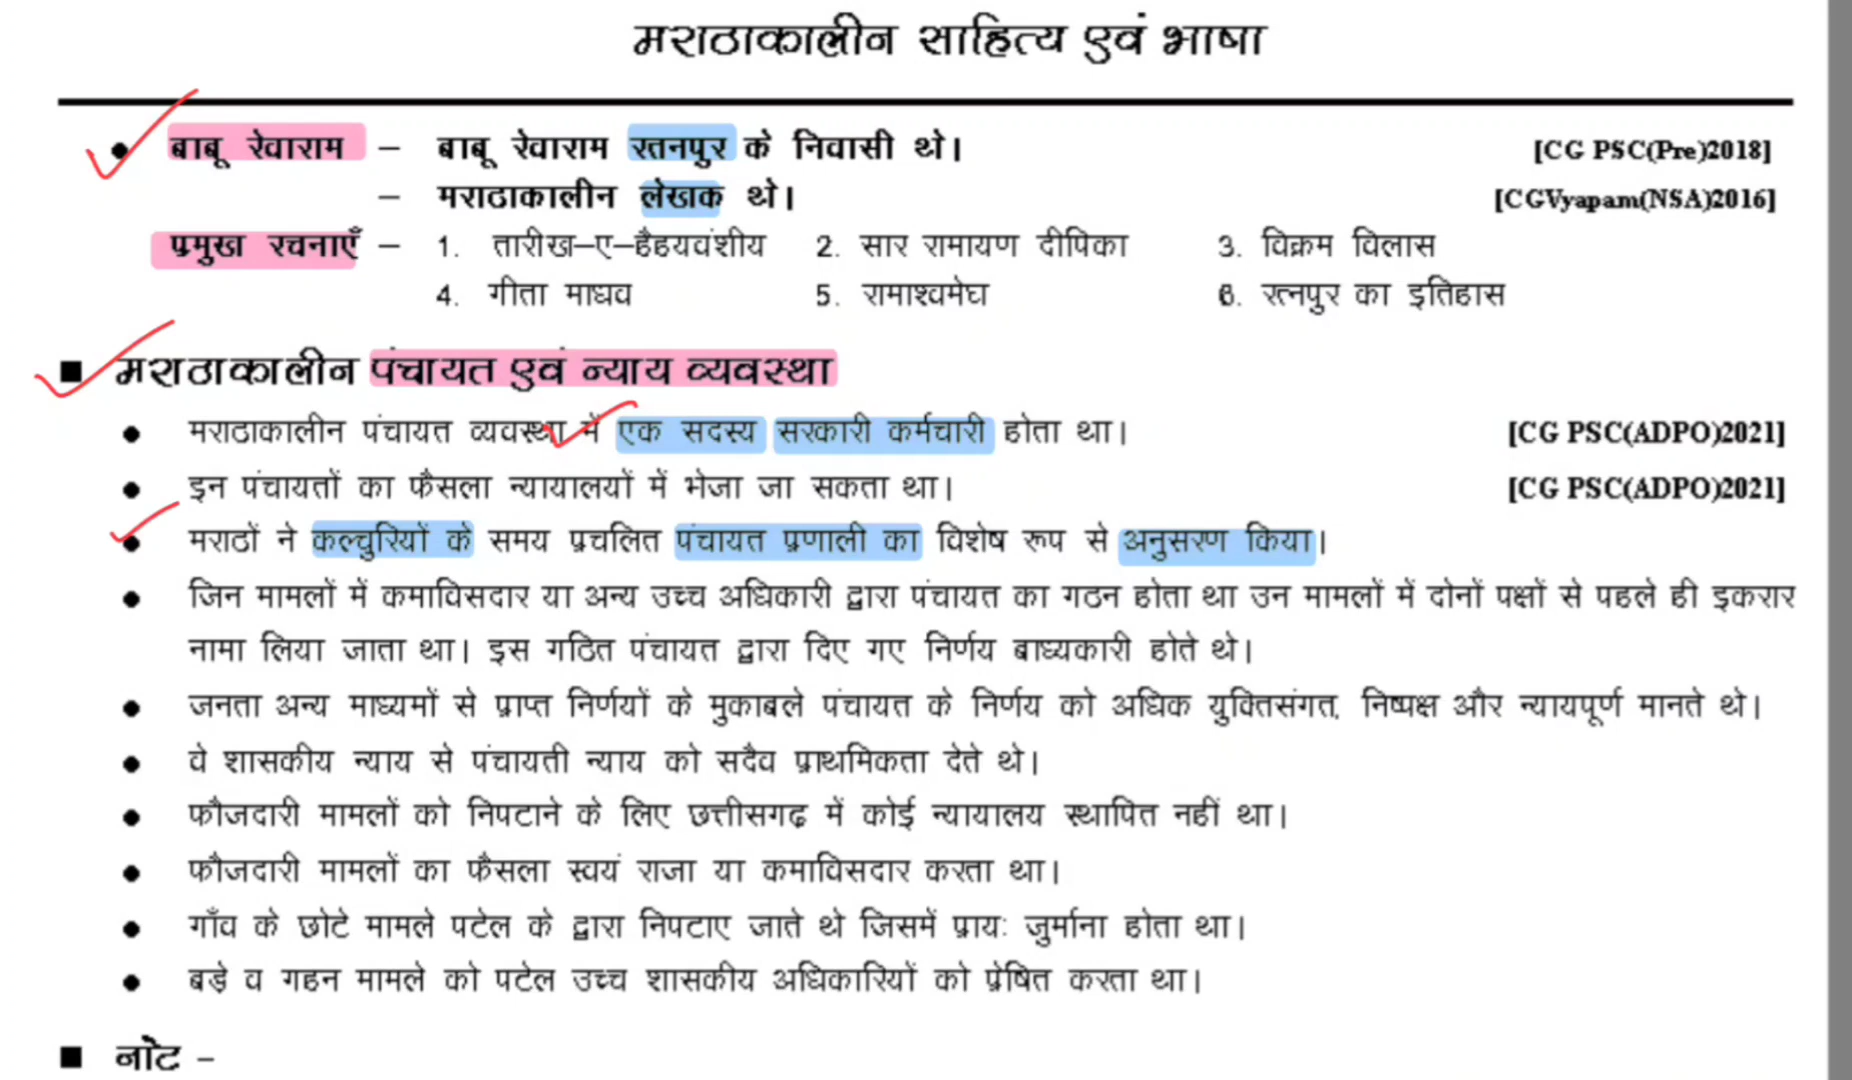 मराठाकालीन साहित्य एवं भाषा
● बाबू रेवाराम – बाबू रेवाराम रतनपुर के निवासी थे। [CG PSC(Pre)2018]
– मराठाकालीन लेखक थे। [CGVyapam(NSA)2016]
प्रमुख रचनाएँ – 1. तारीख–ए–हैहयवंशीय 2. सार रामायण दीपिका 3. विक्रम विलास
4. गीता माधव 5. रामाश्वमेघ 6. रत्नपुर का इतिहास
■ मराठाकालीन पंचायत एवं न्याय व्यवस्था
● मराठाकालीन पंचायत व्यवस्था में एक सदस्य सरकारी कर्मचारी होता था। [CG PSC(ADPO)2021]
● इन पंचायतों का फैसला न्यायालयों में भेजा जा सकता था। [CG PSC(ADPO)2021]
● मराठों ने कल्चुरियों के समय प्रचलित पंचायत प्रणाली का विशेष रूप से अनुसरण किया।
● जिन मामलों में कमाविसदार या अन्य उच्च अधिकारी द्वारा पंचायत का गठन होता था उन मामलों में दोनों पक्षों से पहले ही इकरार
नामा लिया जाता था। इस गठित पंचायत द्वारा दिए गए निर्णय बाध्यकारी होते थे।
● जनता अन्य माध्यमों से प्राप्त निर्णयों के मुकाबले पंचायत के निर्णय को अधिक युक्तिसंगत, निष्पक्ष और न्यायपूर्ण मानते थे।
● वे शासकीय न्याय से पंचायती न्याय को सदैव प्राथमिकता देते थे।
● फौजदारी मामलों को निपटाने के लिए छत्तीसगढ़ में कोई न्यायालय स्थापित नहीं था।
● फौजदारी मामलों का फैसला स्वयं राजा या कमाविसदार करता था।
● गाँव के छोटे मामले पटेल के द्वारा निपटाए जाते थे जिसमें प्रायः जुर्माना होता था।
● बड़े व गहन मामले को पटेल उच्च शासकीय अधिकारियों को प्रेषित करता था।
■ नोट –